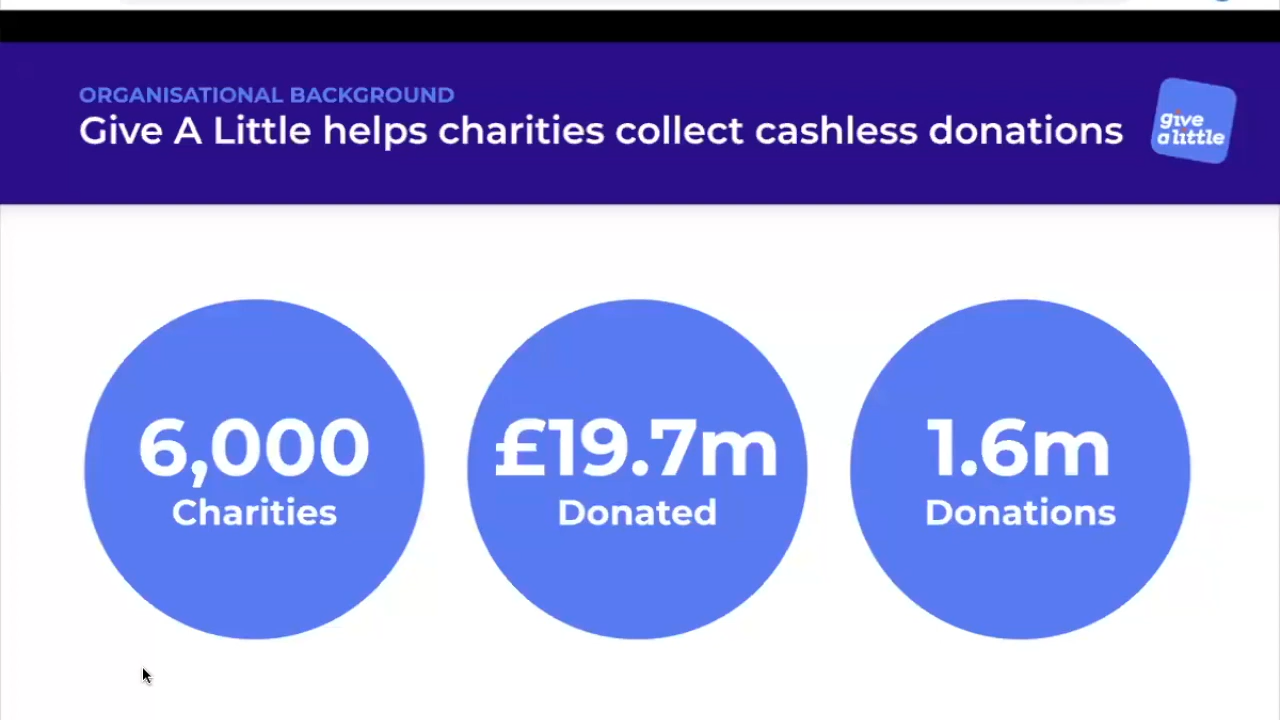 ORGANISATIONAL BACKGROUND
Give A Little helps charities collect cashless donations
give
a little
6,000
Charities
£19.7m
Donated
1.6m
Donations